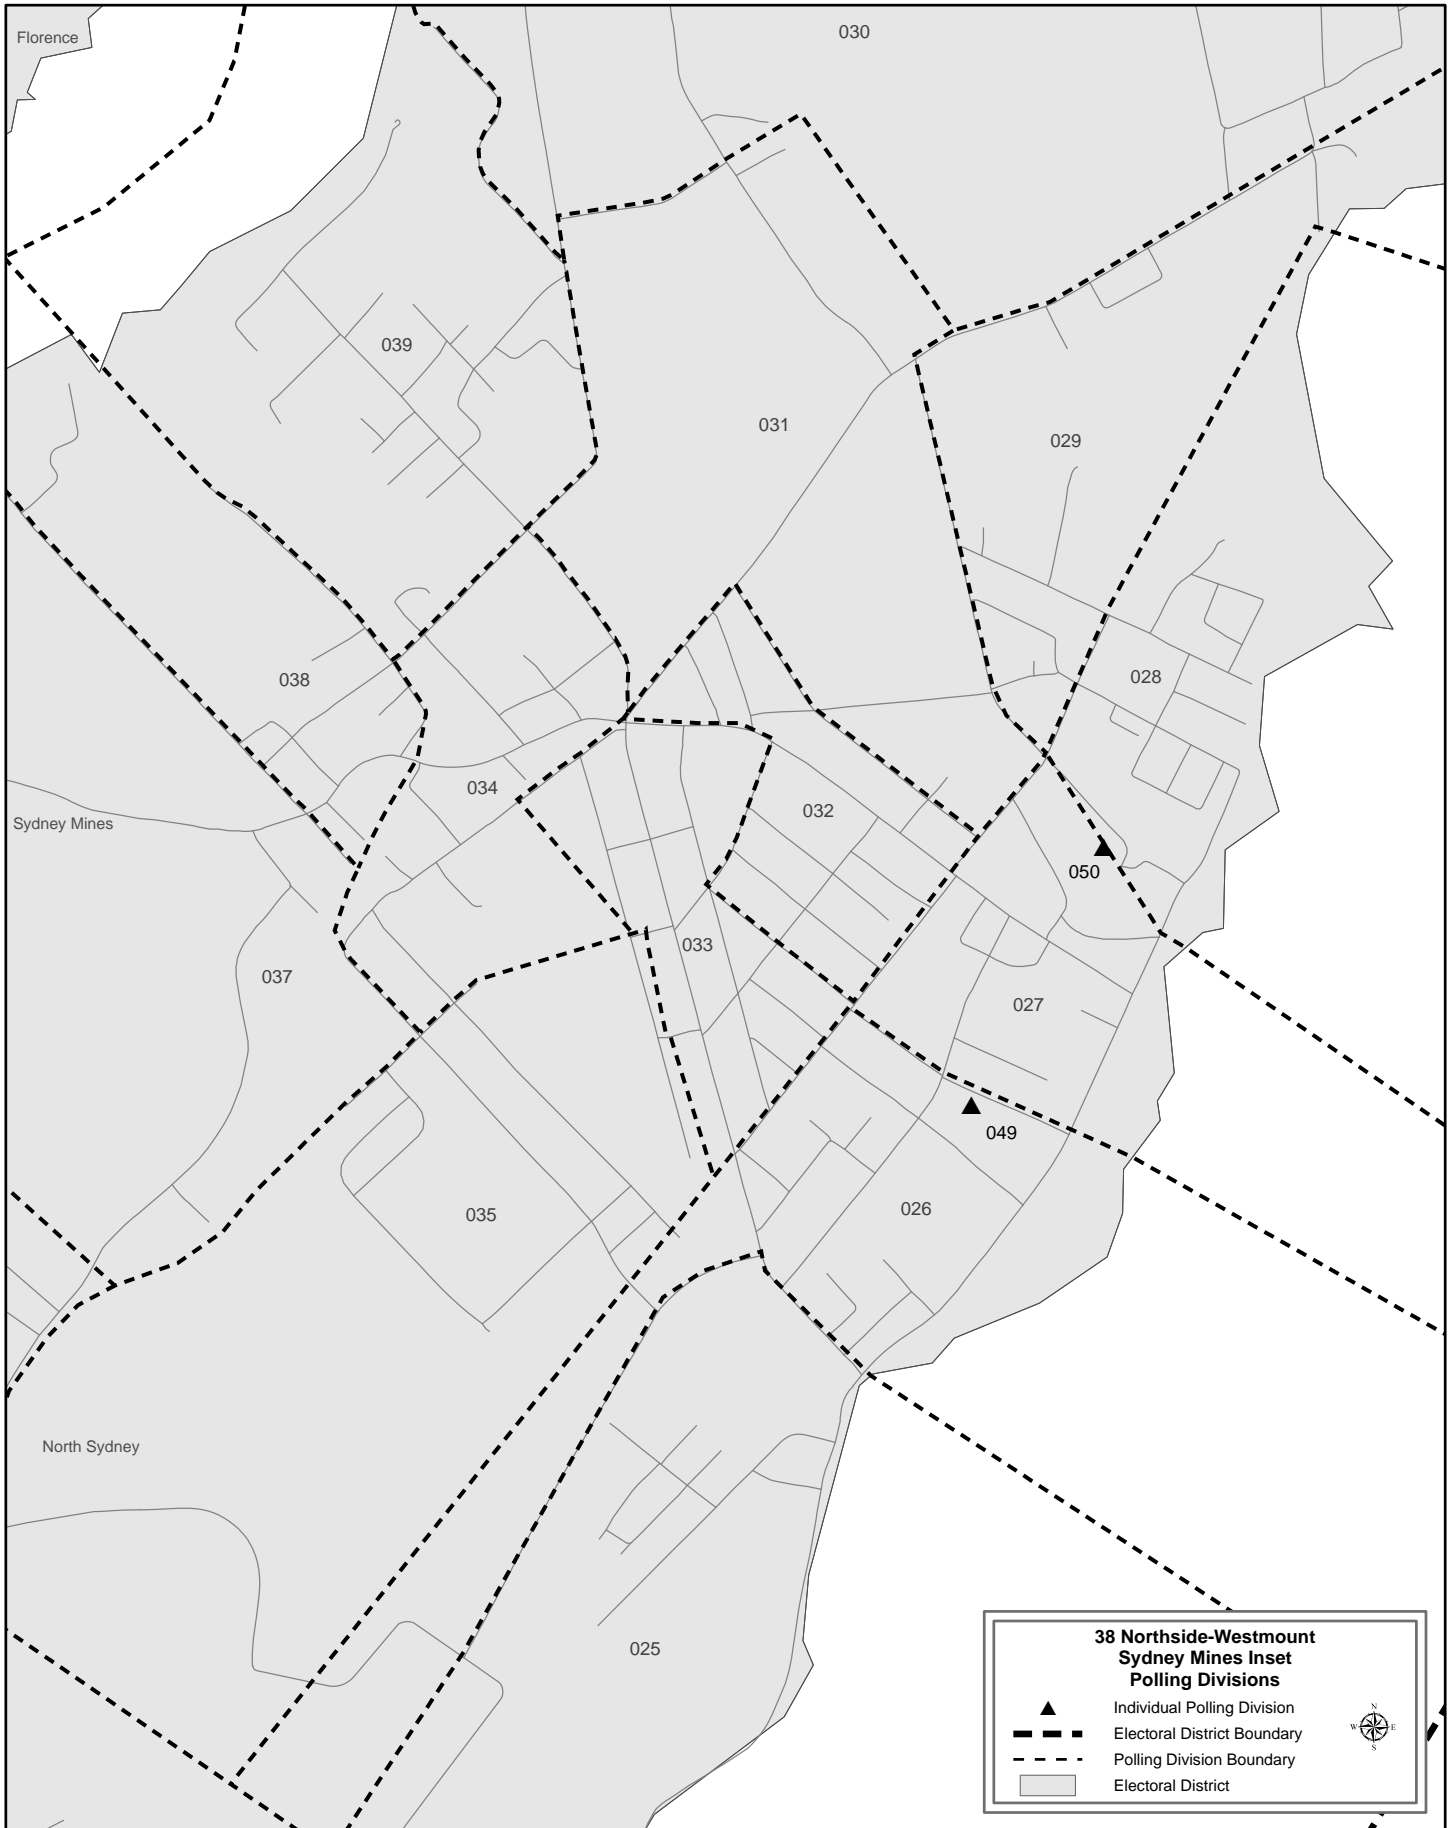 Florence
030
039
031
029
038
028
034
032
Sydney Mines
050
033
037
027
049
026
035
North Sydney
025
38 Northside-Westmount
Sydney Mines Inset
Polling Divisions
Individual Polling Division
Electoral District Boundary
Polling Division Boundary
Electoral District
N
W
E
S